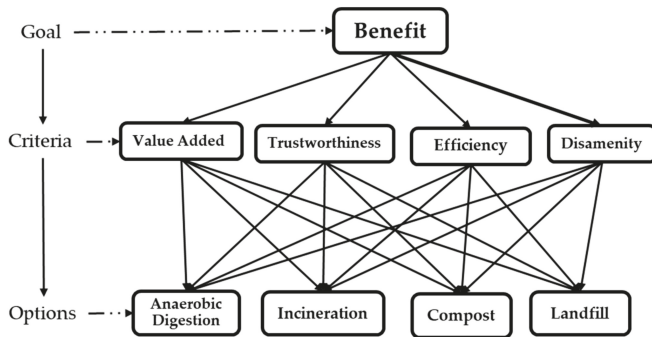 Goal
Benefit
Criteria
Value Added
Trustworthiness
Efficiency
Disamenity
Options
Anaerobic
Digestion
Incineration
Compost
Landfill